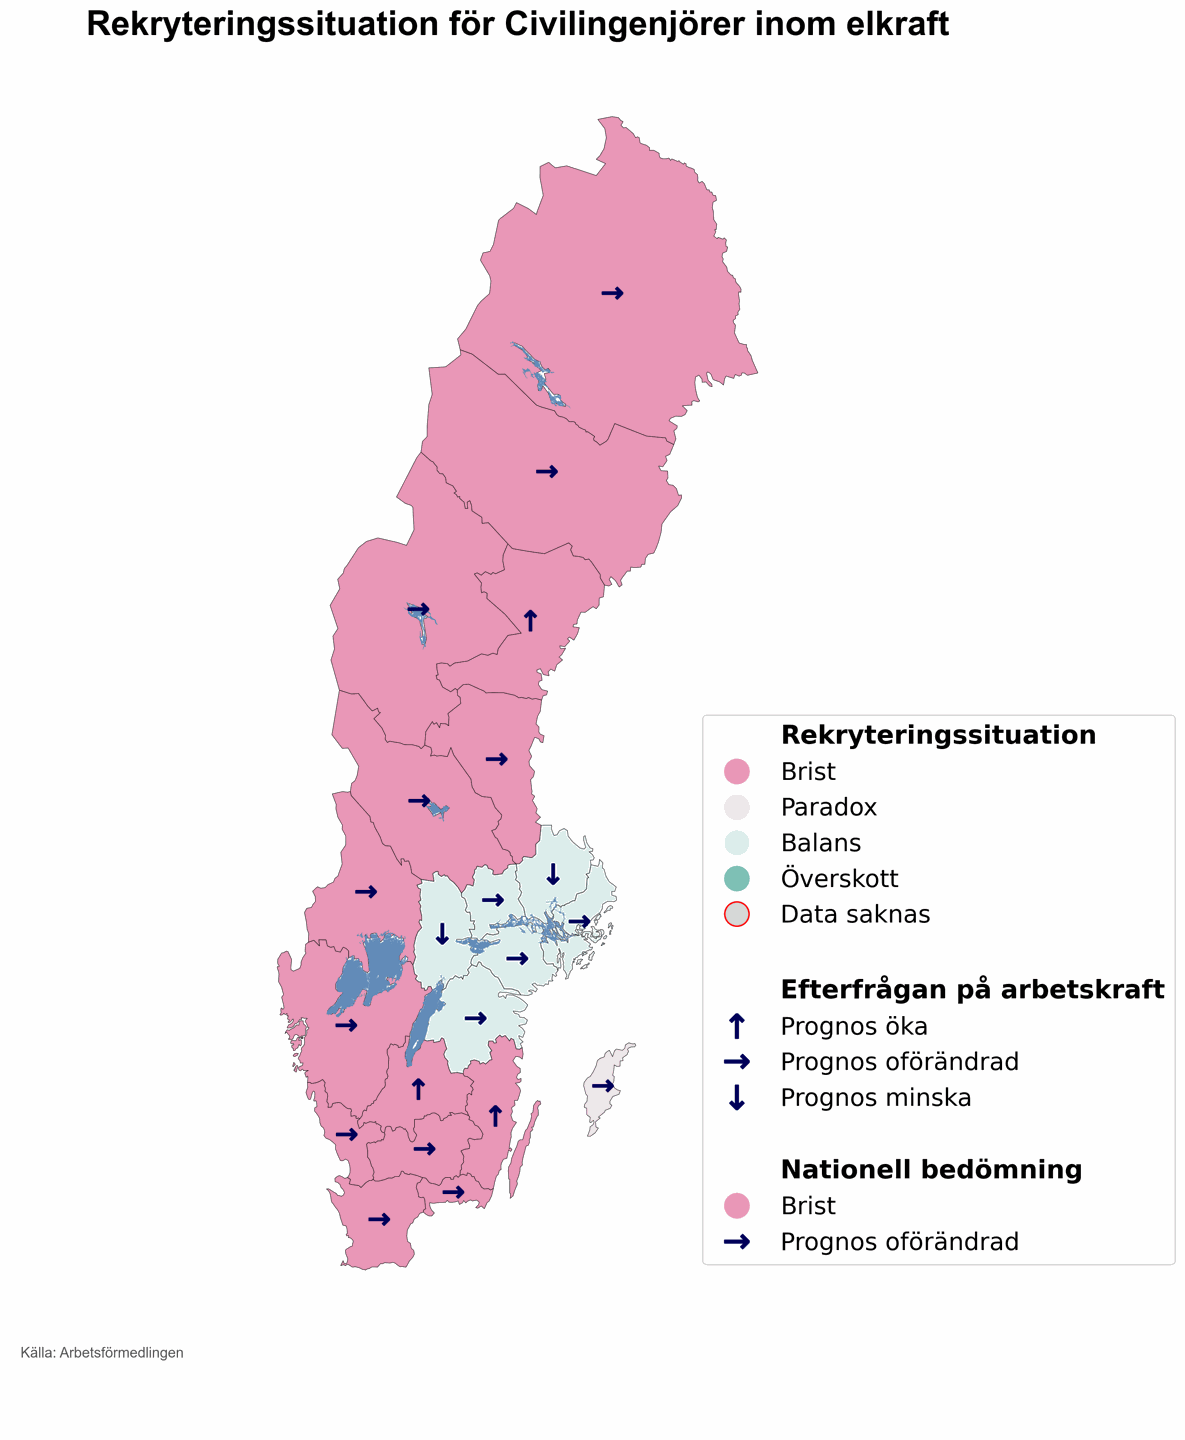 Rekryteringssituation för Civilingenjörer inom elkraft
Rekryteringssituation
Brist
Paradox
Balans
Överskott
Data saknas
Efterfrågan på arbetskraft
Prognos öka
Prognos oförändrad
Prognos minska
Nationell bedömning
Brist
Prognos oförändrad
Källa: Arbetsförmedlingen